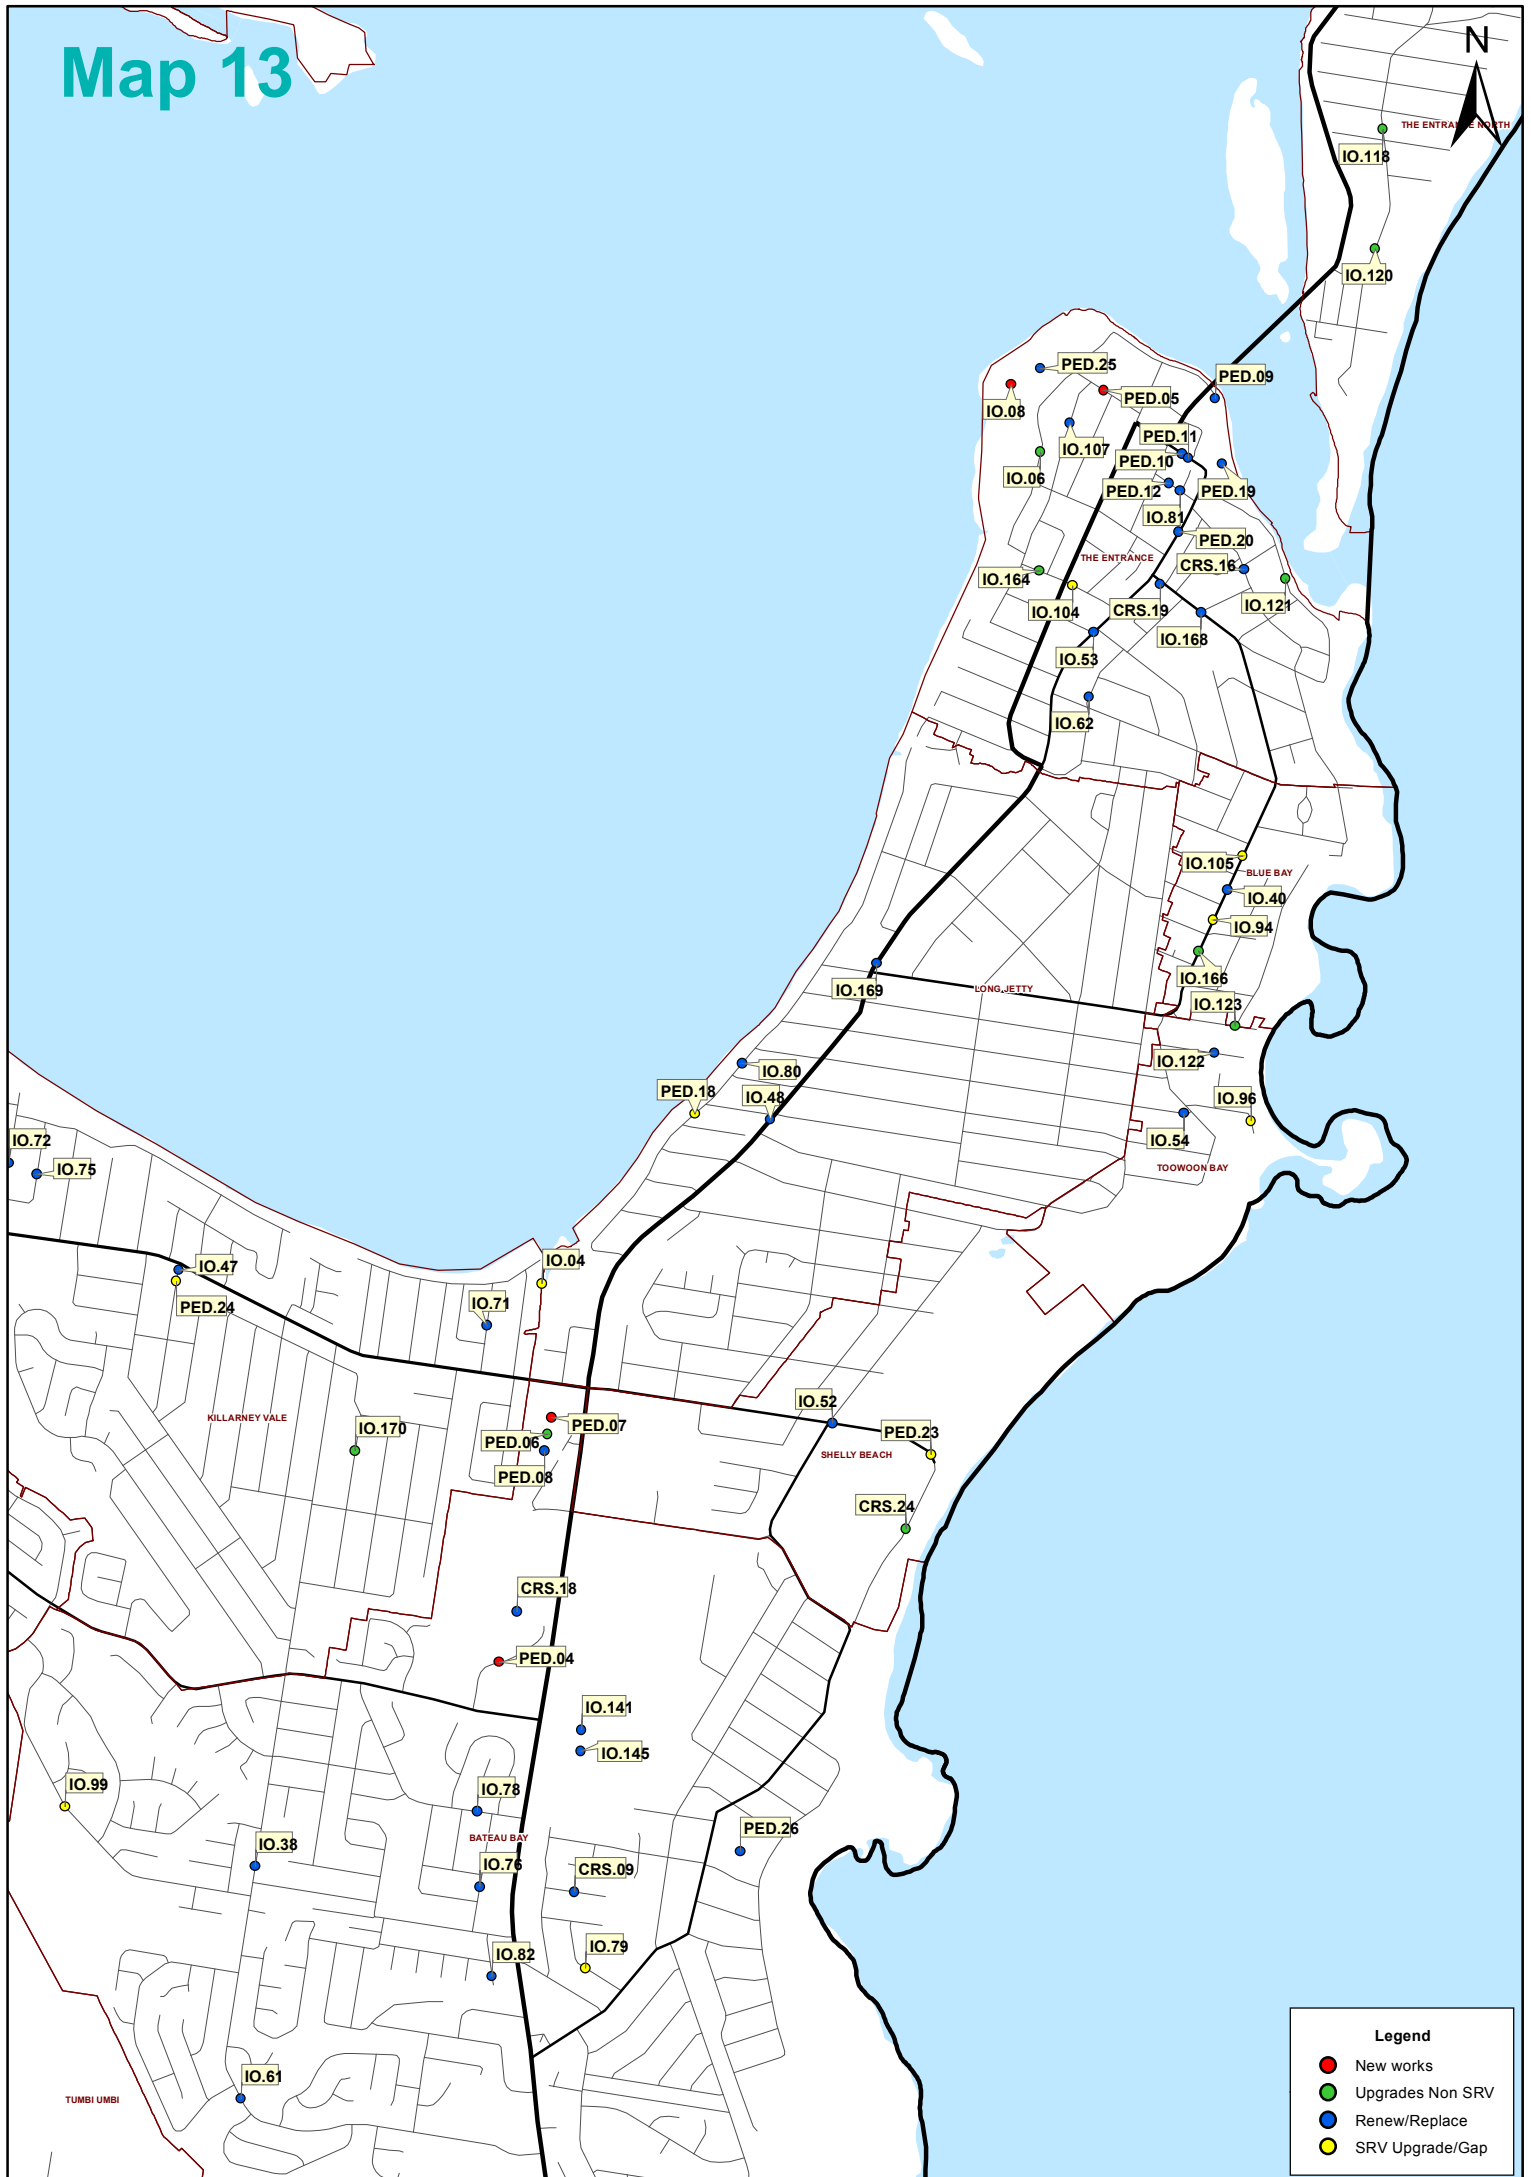 Map 13
N
THE ENTRANCE NORTH
IO.118
IO.120
PED.25
PED.09
IO.08
PED.05
PED.11
IO.107
PED.10
IO.06
PED.12
PED.19
IO.81
PED.20
THE ENTRANCE
CRS.16
IO.164
IO.104
CRS.19
IO.121
IO.168
IO.53
IO.62
IO.105
BLUE BAY
IO.40
IO.94
IO.166
IO.169
LONG JETTY
IO.123
IO.122
IO.80
PED.18
IO.48
IO.96
IO.54
IO.72
IO.75
TOOWOON BAY
IO.47
IO.04
PED.24
IO.71
IO.52
KILLARNEY VALE
IO.170
PED.07
PED.23
PED.06
SHELLY BEACH
PED.08
CRS.24
CRS.18
PED.04
IO.141
IO.145
IO.99
IO.78
PED.26
BATEAU BAY
IO.38
IO.76
CRS.09
IO.82
IO.79
IO.61
TUMBI UMBI
Legend
New works
Upgrades Non SRV
Renew/Replace
SRV Upgrade/Gap